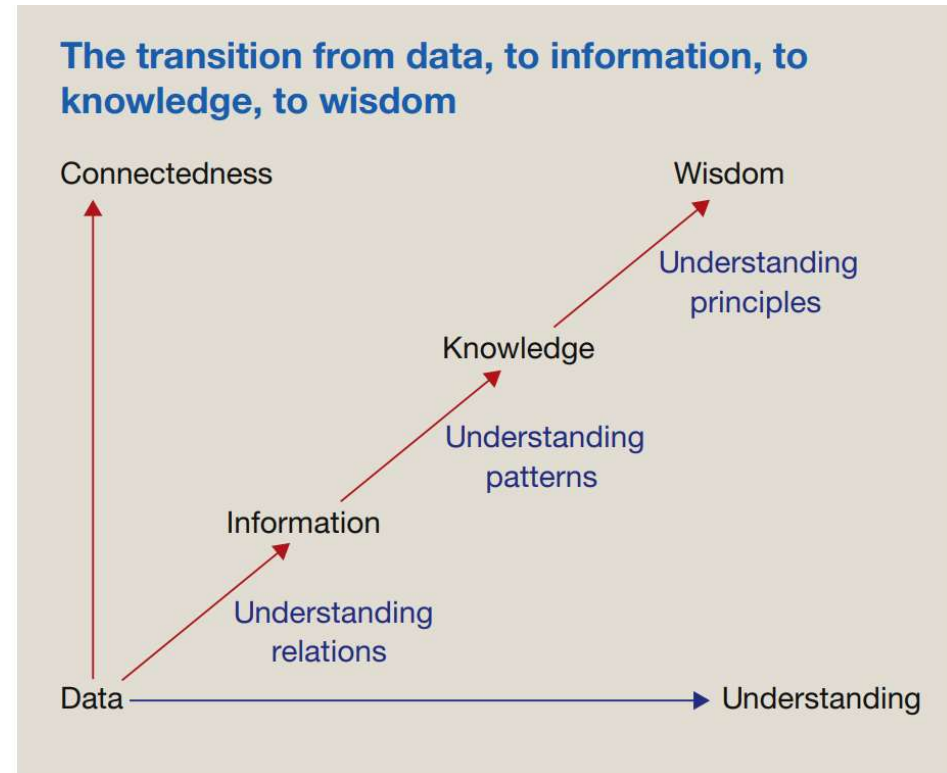 The transition from data, to information, to
knowledge, to wisdom
Connectedness
Wisdom
Understanding
principles
Knowledge
Understanding
patterns
Information
Understanding
relations
Data
Understanding